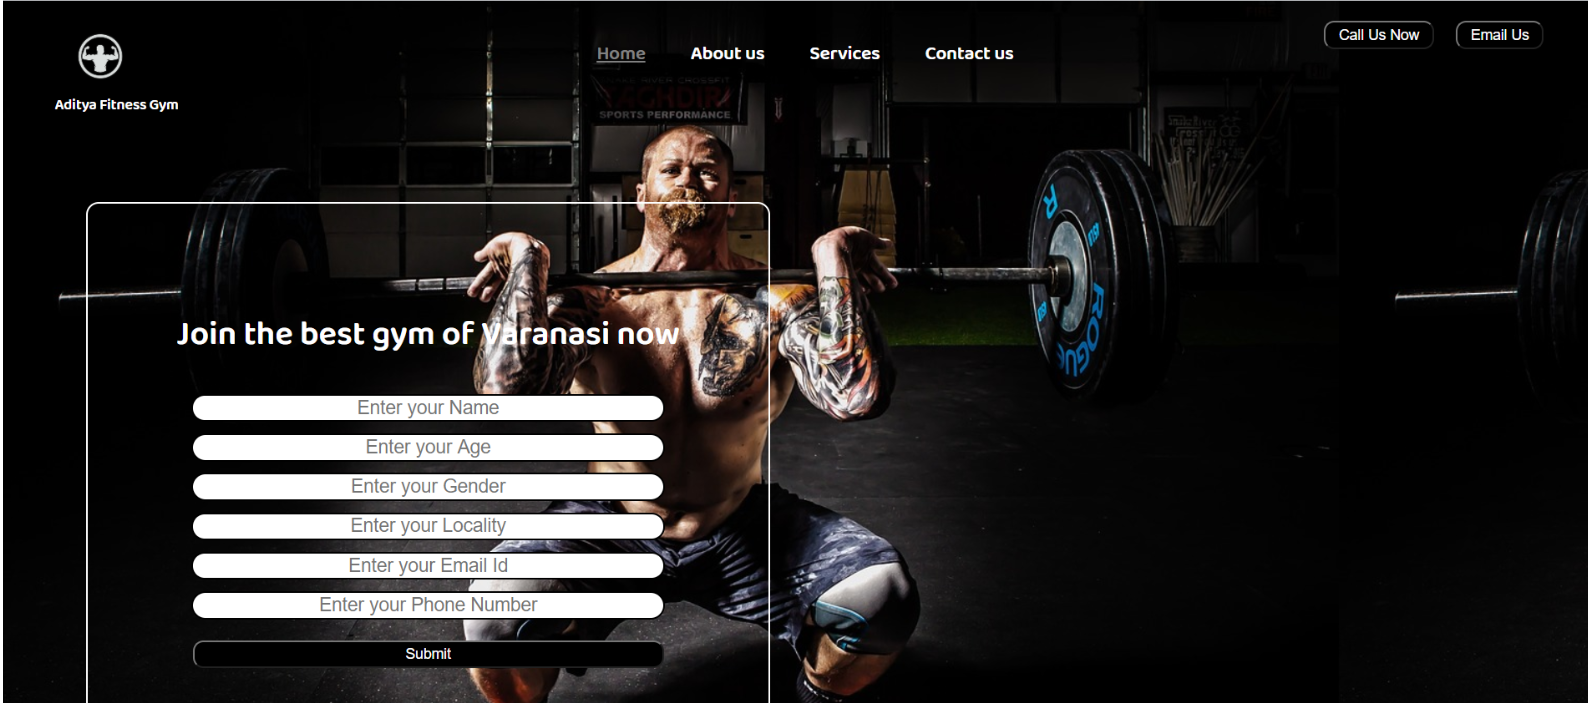 Home About us Services Contact us
Call Us Now Email Us
Aditya Fitness Gym
SPORTS PERFORMANCE
R
ROGUE
Join the best gym of Varanasi now
Enter your Name
Enter your Age
Enter your Gender
Enter your Locality
Enter your Email Id
Enter your Phone Number
Submit